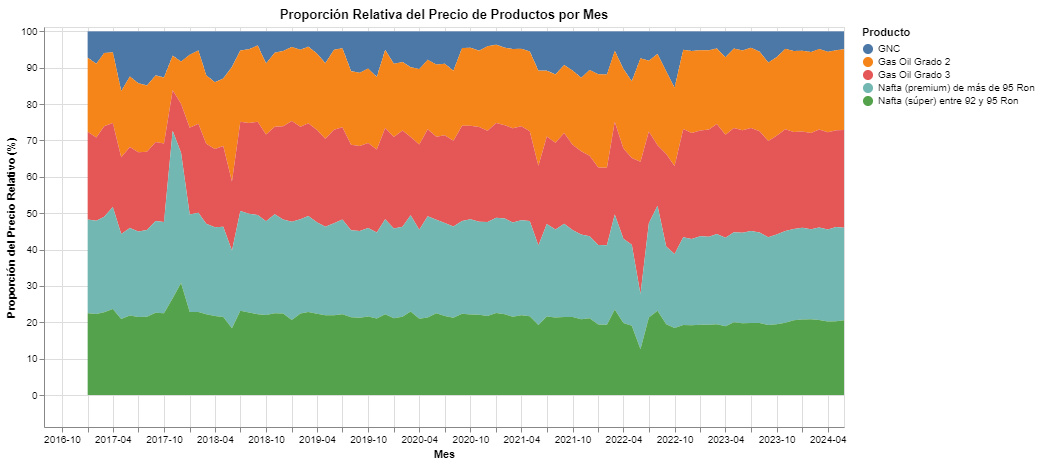 Proporción Relativa del Precio de Productos por Mes
Proporción del Precio Relativo (%)
100
90
80
70
60
50
40
30
20
10
0
2016-10 2017-04 2017-10 2018-04 2018-10 2019-04 2019-10 2020-04 2020-10 2021-04 2021-10 2022-04 2022-10 2023-04 2023-10 2024-04
Mes
Producto
GNC
Gas Oil Grado 2
Gas Oil Grado 3
Nafta (premium) de más de 95 Ron
Nafta (súper) entre 92 y 95 Ron